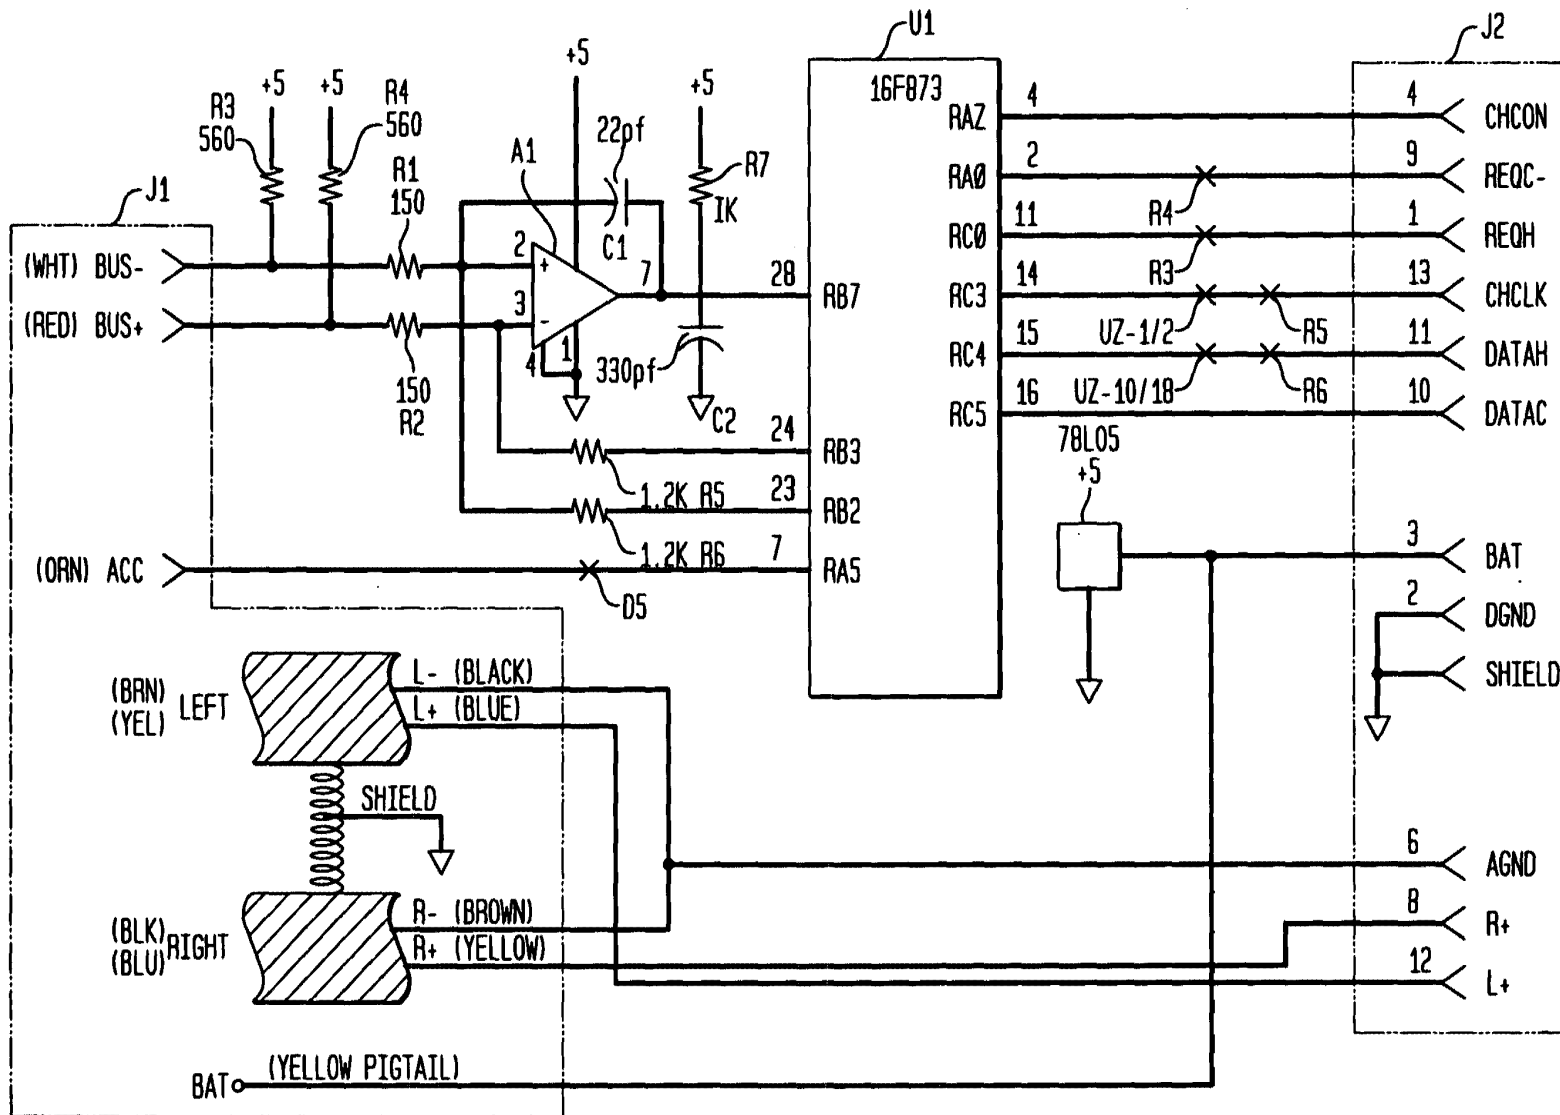 U1
J2
+5
16F873
+5
+5
R4
560
+5
R3
560
22pf
R7
1K
A1
R1
150
C1
J1
(WHT) BUS-
(RED) BUS+
2
+
3
-
7
4
1
150
R2
330pf
C2
28
RB7
24
RB3
1.2K R5
23
RB2
1.2K R6
7
RA5
(ORN) ACC
D5
RAZ
4
4
CHCON
RA0
2
R4
9
REQC-
RC0
11
R3
1
REQH
RC3
14
UZ-1/2
R5
13
CHCLK
RC4
15
UZ-10/18
R6
11
DATAH
RC5
16
10
DATAC
78L05
+5
3
BAT
2
DGND
SHIELD
(BRN)
(YEL)
LEFT
L- (BLACK)
L+ (BLUE)
SHIELD
6
AGND
(BLK)
(BLU)
RIGHT
R- (BROWN)
R+ (YELLOW)
8
R+
12
L+
BAT
(YELLOW PIGTAIL)